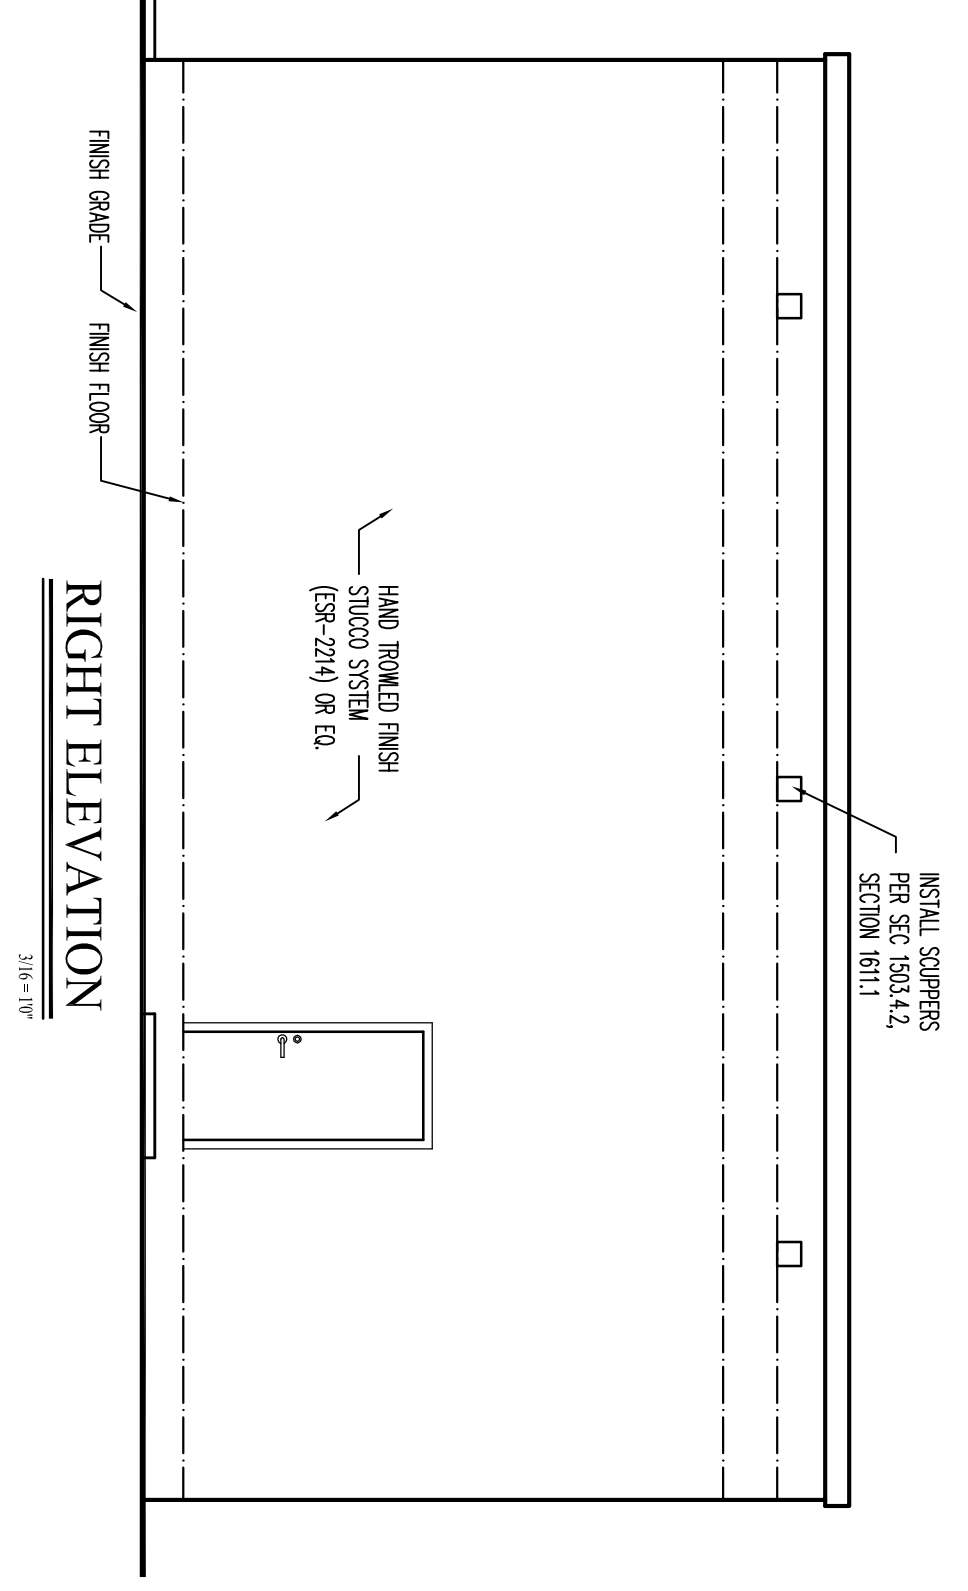 INSTALL SCUPPERS
PER SEC 1503.4.2,
SECTION 1611.1
HAND TROWLED FINISH
STUCCO SYSTEM
(ESR-2214) OR EQ.
FINISH GRADE
FINISH FLOOR
RIGHT ELEVATION
3/16 = 1'0"